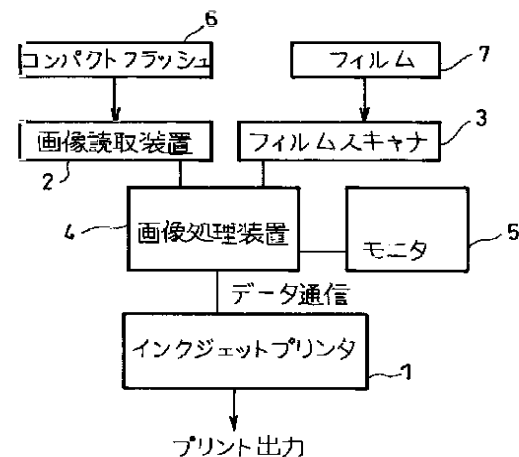 6
コンパクトフラッシュ
フィルム
7
画像読取装置
2
フィルムスキャナ
3
4
画像処理装置
モニタ
5
データ通信
インクジェットプリンタ
1
プリント出力